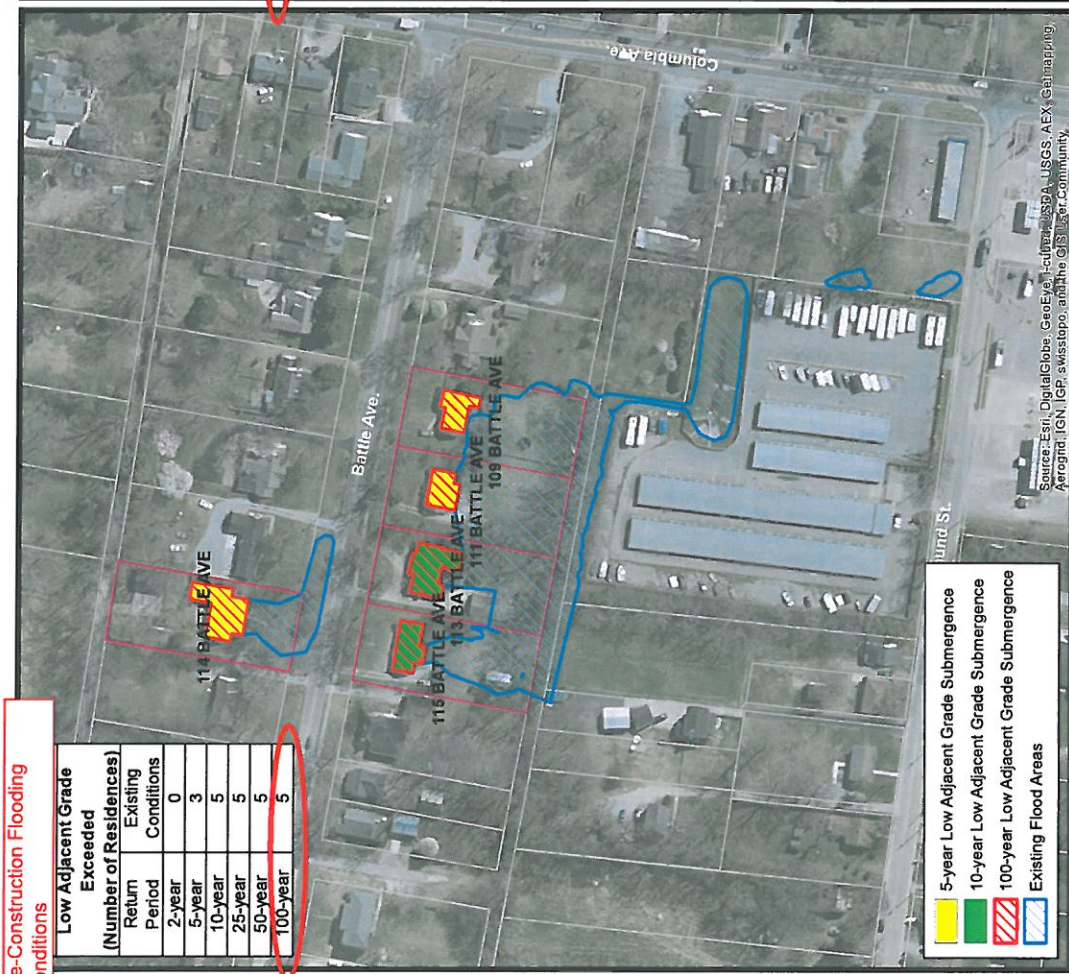 e-Construction Flooding
nditions
Low Adjacent Grade
Exceeded
(Number of Residences)
Return Period Existing Conditions
2-year 0
5-year 3
10-year 5
25-year 5
50-year 5
100-year 5
Columbia Ave.
Battle Ave.
114 BATTLE AVE
109 BATTLE AVE
111 BATTLE AVE
113 BATTLE AVE
115 BATTLE AVE
und St.
5-year Low Adjacent Grade Submergence
10-year Low Adjacent Grade Submergence
100-year Low Adjacent Grade Submergence
Existing Flood Areas
Source: Esri, DigitalGlobe, GeoEye, i-cubed, USDA, USGS, AEX, Getmapping,
Aerogrid, IGN, IGP, swisstopo, and the GIS User Community